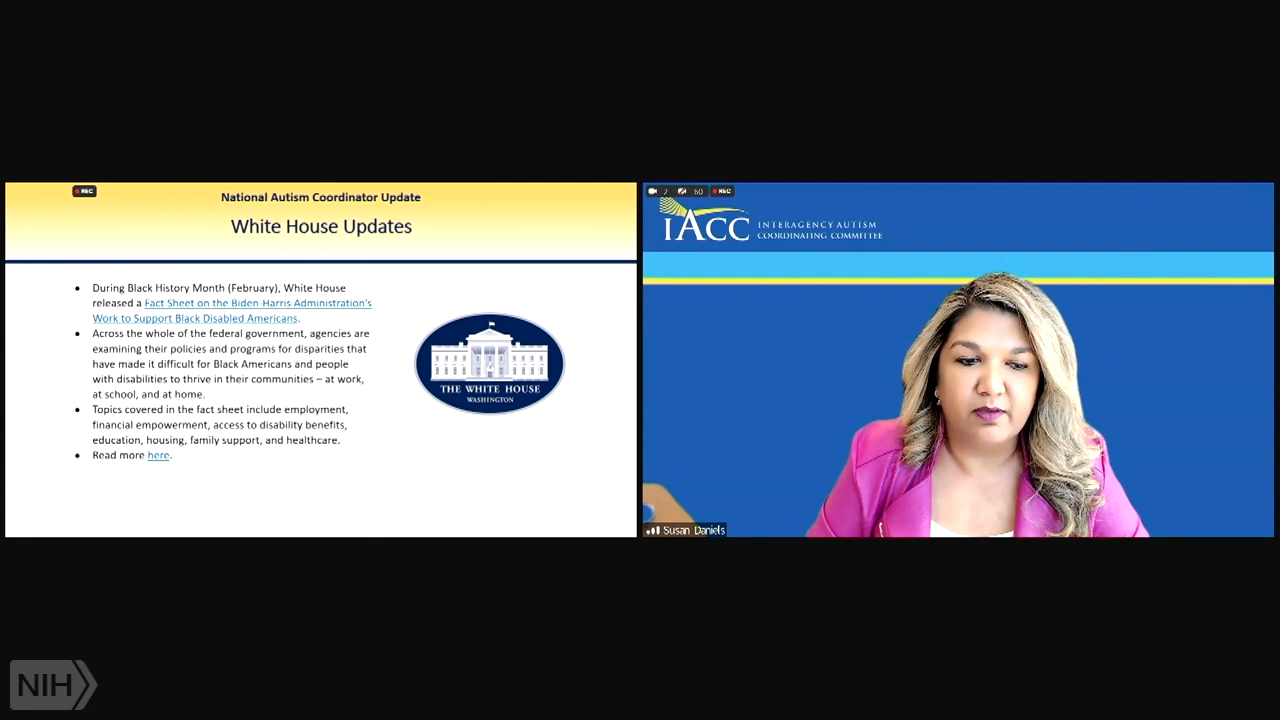 REC
National Autism Coordinator Update
White House Updates
● During Black History Month (February), White House
released a Fact Sheet on the Biden-Harris Administration's
Work to Support Black Disabled Americans.
● Across the whole of the federal government, agencies are
examining their policies and programs for disparities that
have made it difficult for Black Americans and people
with disabilities to thrive in their communities – at work,
at school, and at home.
● Topics covered in the fact sheet include employment,
financial empowerment, access to disability benefits,
education, housing, family support, and healthcare.
● Read more here.
THE WHITE HOUSE
WASHINGTON
7 60 REC
IACC INTERAGENCY AUTISM
COORDINATING COMMITTEE
Susan Daniels
NIH